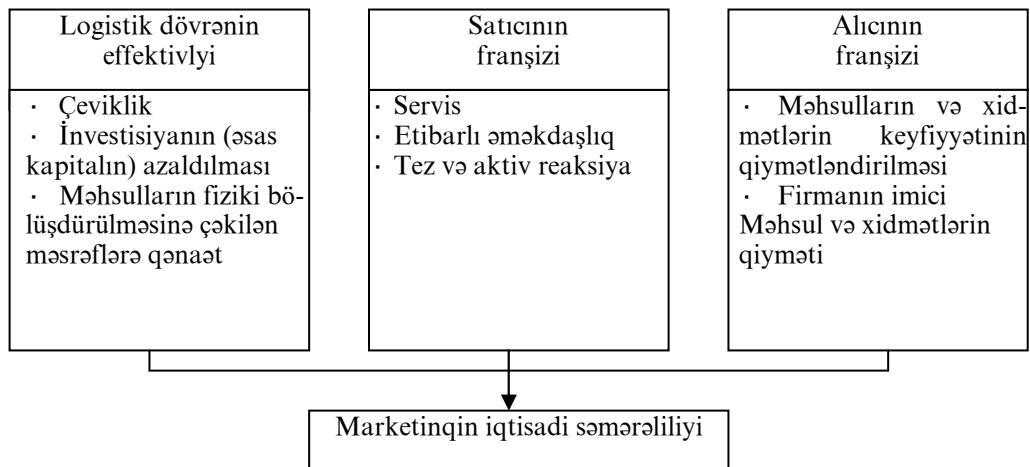 Logistik dövrənin
effektivlyi
· Çeviklik
· İnvestisiyanın (əsas
kapitalın) azaldılması
· Məhsulların fiziki bö-
lüşdürülməsinə çəkilən
məsrəflərə qənaət
Satıcının
franşizi
· Servis
· Etibarlı əməkdaşlıq
· Tez və aktiv reaksiya
Alıcının
franşizi
· Məhsulların və xid-
mətlərin keyfiyyətinin
qiymətləndirilməsi
· Firmanın imici
Məhsul və xidmətlərin
qiyməti
Marketinqin iqtisadi səmərəliliyi